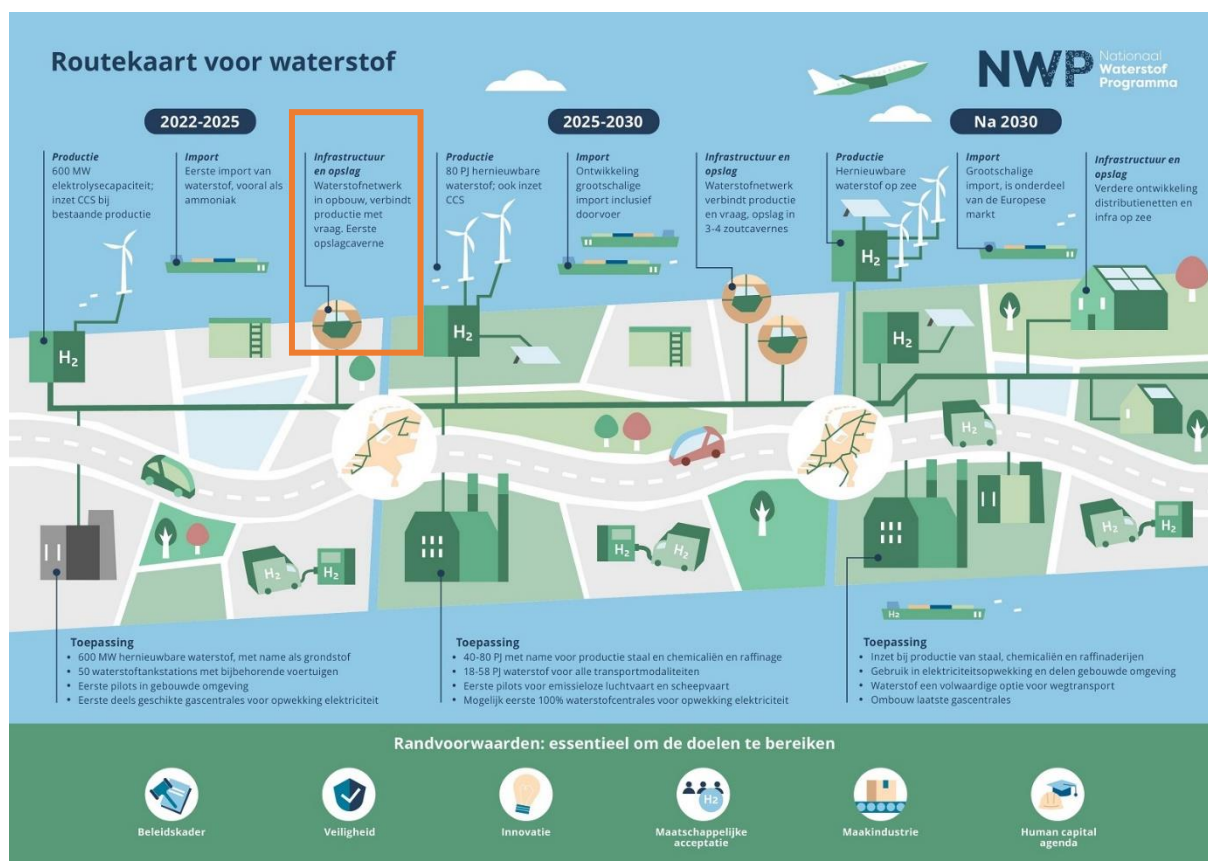 Routekaart voor waterstof
NWP
Nationaal
Waterstof
Programma
2022-2025
Productie
600 MW
elektrolysecapaciteit;
inzet CCS bij
bestaande productie
Import
Eerste import van
waterstof, vooral als
ammoniak
Infrastructuur
en opslag
Waterstofnetwerk
in opbouw, verbindt
productie met
vraag. Eerste
opslagcaverne
2025-2030
Productie
80 PJ hernieuwbare
waterstof; ook inzet
CCS
Import
Ontwikkeling
grootschalige
import inclusief
doorvoer
Infrastructuur en
opslag
Waterstofnetwerk
verbindt productie
en vraag, opslag in
3-4 zoutcavernes
Na 2030
Productie
Hernieuwbare
waterstof op zee
Import
Grootschalige
import, is onderdeel
van de Europese
markt
Infrastructuur en
opslag
Verdere ontwikkeling
distributienetten en
infra op zee
H2
H2
H2
H2
H2
H2
H2
H2
H2
H2
H2
H2
Toepassing
• 600 MW hernieuwbare waterstof, met name als grondstof
• 50 waterstoftankstations met bijbehorende voertuigen
• Eerste pilots in gebouwde omgeving
• Eerste deels geschikte gascentrales voor opwekking elektriciteit
Toepassing
• 40-80 PJ met name voor productie staal en chemicaliën en raffinage
• 18-58 PJ waterstof voor alle transportmodaliteiten
• Eerste pilots voor emissieloze luchtvaart en scheepvaart
• Mogelijk eerste 100% waterstofcentrales voor opwekking elektriciteit
Toepassing
• Inzet bij productie van staal, chemicaliën en raffinaderijen
• Gebruik in elektriciteitsopwekking en delen gebouwde omgeving
• Waterstof een volwaardige optie voor wegtransport
• Ombouw laatste gascentrales
Randvoorwaarden: essentieel om de doelen te bereiken
H2
Beleidskader
Veiligheid
Innovatie
Maatschappelijke
acceptatie
Maakindustrie
Human capital
agenda